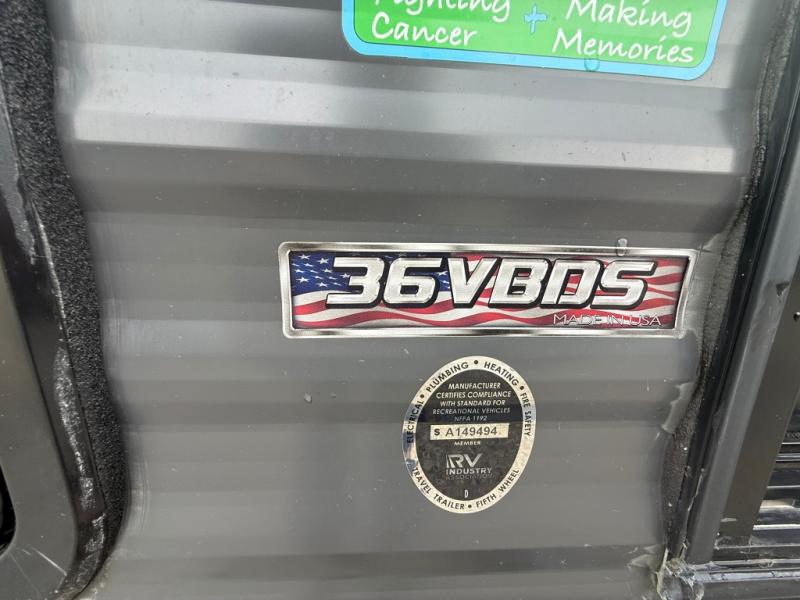 Fighting + Making
Cancer Memories
36VBDS
MADE IN USA
ELECTRICAL • PLUMBING • HEATING • FIRE SAFETY
MANUFACTURER
CERTIFIES COMPLIANCE
WITH STANDARD FOR
RECREATIONAL VEHICLES
NFPA 1192
S A149494
MEMBER
RV
INDUSTRY
ASSOCIATION
D
TRAVEL TRAILER • FIFTH WHEEL